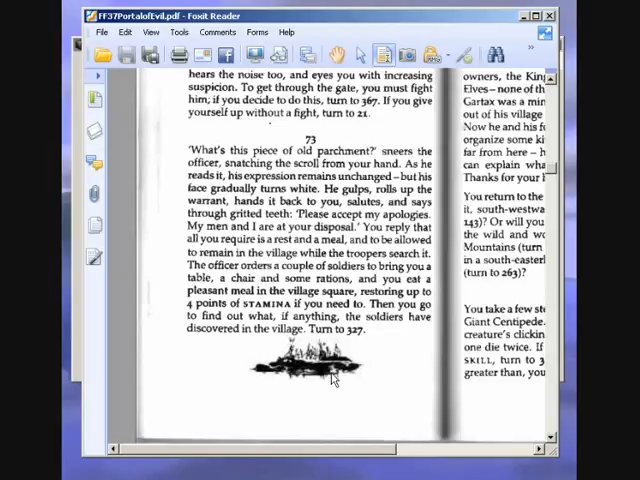 FF37PortalofEvil.pdf - Foxit Reader
File Edit View Tools Comments Forms Help
hears the noise too, and eyes you with increasing
suspicion. To get through the gate, you must fight
him; if you decide to do this, turn to 367. If you give
yourself up without a fight, turn to 21.
73
'What's this piece of old parchment?' sneers the
officer, snatching the scroll from your hand. As he
reads it, his expression remains unchanged – but his
face gradually turns white. He gulps, rolls up the
warrant, hands it back to you, salutes, and says
through gritted teeth: 'Please accept my apologies.
My men and I are at your disposal.' You reply that
all you require is a rest and a meal, and to be allowed
to remain in the village while the troopers search it.
The officer orders a couple of soldiers to bring you a
table, a chair and some rations, and you eat a
pleasant meal in the village square, restoring up to
4 points of STAMINA if you need to. Then you go
to find out what, if anything, the soldiers have
discovered in the village. Turn to 327.
owners, the King
Elves – none of th
Gartax was a min
out of his village
Now he and his f
organize some ki
far from here – h
can explain wha
Thanks for your
You return to the
it, south-westwa
143)? Or will you
the wild and wo
Mountains (turn
in a south-easterl
(turn to 263)?
You take a few st
Giant Centipede.
creature's clickin
one die twice. If
SKILL, turn to 3
greater than, you